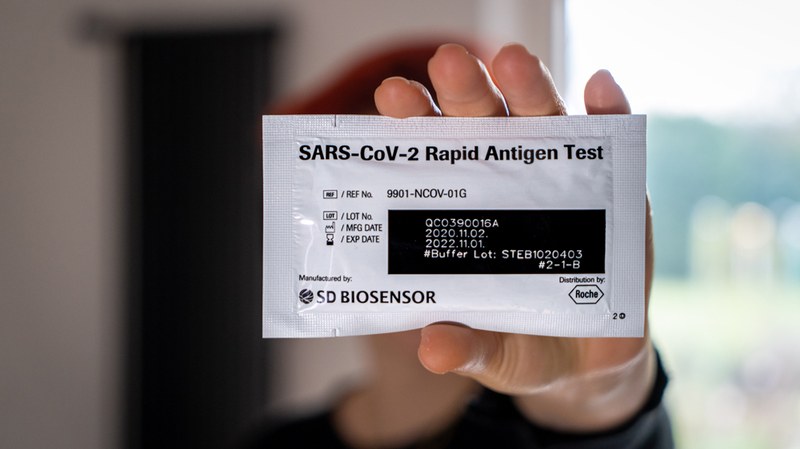 SARS-CoV-2 Rapid Antigen Test
REF / REF No. 9901-NCOV-01G
LOT / LOT No. QC0390016A
/ MFG DATE 2020.11.02.
/ EXP DATE 2022.11.01.
#Buffer Lot: STEB1020403
#2-1-B
Manufactured by:
SD BIOSENSOR
Distribution by:
Roche
2